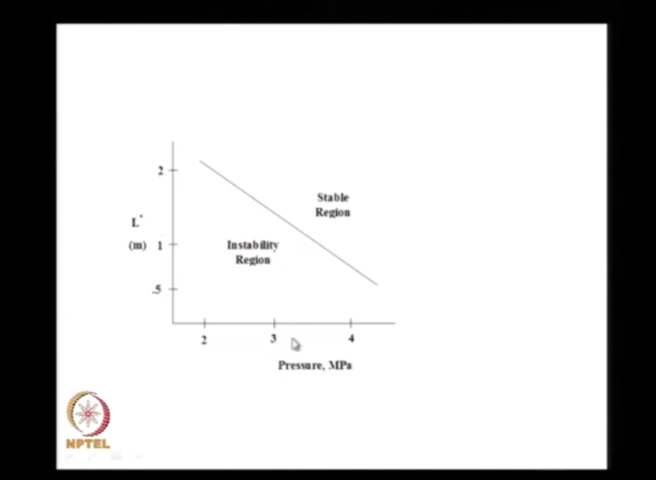 2
Stable
Region
L*
(m)
1
Instability
Region
.5
2
3
4
Pressure, MPa
NPTEL